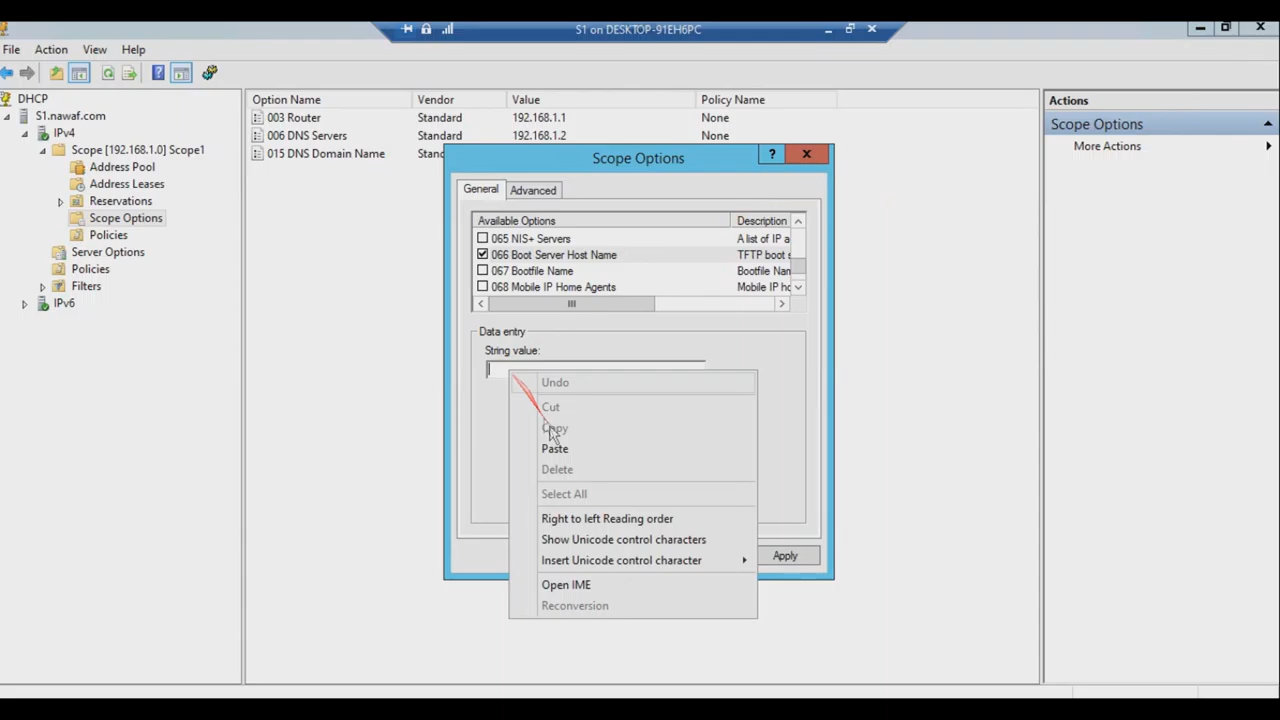 S1 on DESKTOP-91EH6PC
File Action View Help
DHCP
S1.nawaf.com
IPv4
Scope [192.168.1.0] Scope1
Address Pool
Address Leases
Reservations
Scope Options
Policies
Server Options
Policies
Filters
IPv6
Option Name Vendor Value Policy Name
003 Router Standard 192.168.1.1 None
006 DNS Servers Standard 192.168.1.2 None
015 DNS Domain Name Stanc
Scope Options
General Advanced
Available Options Description
065 NIS+ Servers A list of IP a
066 Boot Server Host Name TFTP boot s
067 Bootfile Name Bootfile Nam
068 Mobile IP Home Agents Mobile IP ho
Data entry
String value:
Undo
Cut
Copy
Paste
Delete
Select All
Right to left Reading order
Show Unicode control characters
Insert Unicode control character
Open IME
Reconversion
Apply
Actions
Scope Options
More Actions